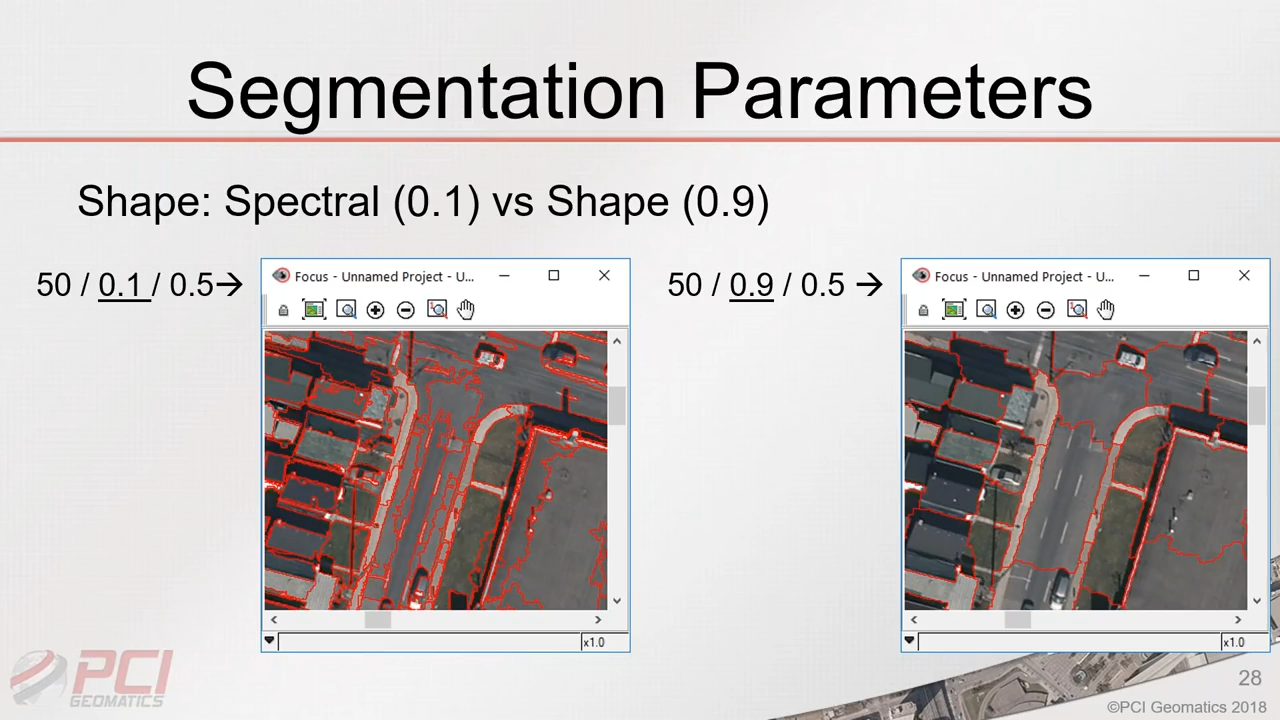 Segmentation Parameters
Shape: Spectral (0.1) vs Shape (0.9)
50 / 0.1 / 0.5→
Focus - Unnamed Project - U...
x1.0
50 / 0.9 / 0.5 →
Focus - Unnamed Project - U...
x1.0
PCI
GEOMATICS
28
©PCI Geomatics 2018